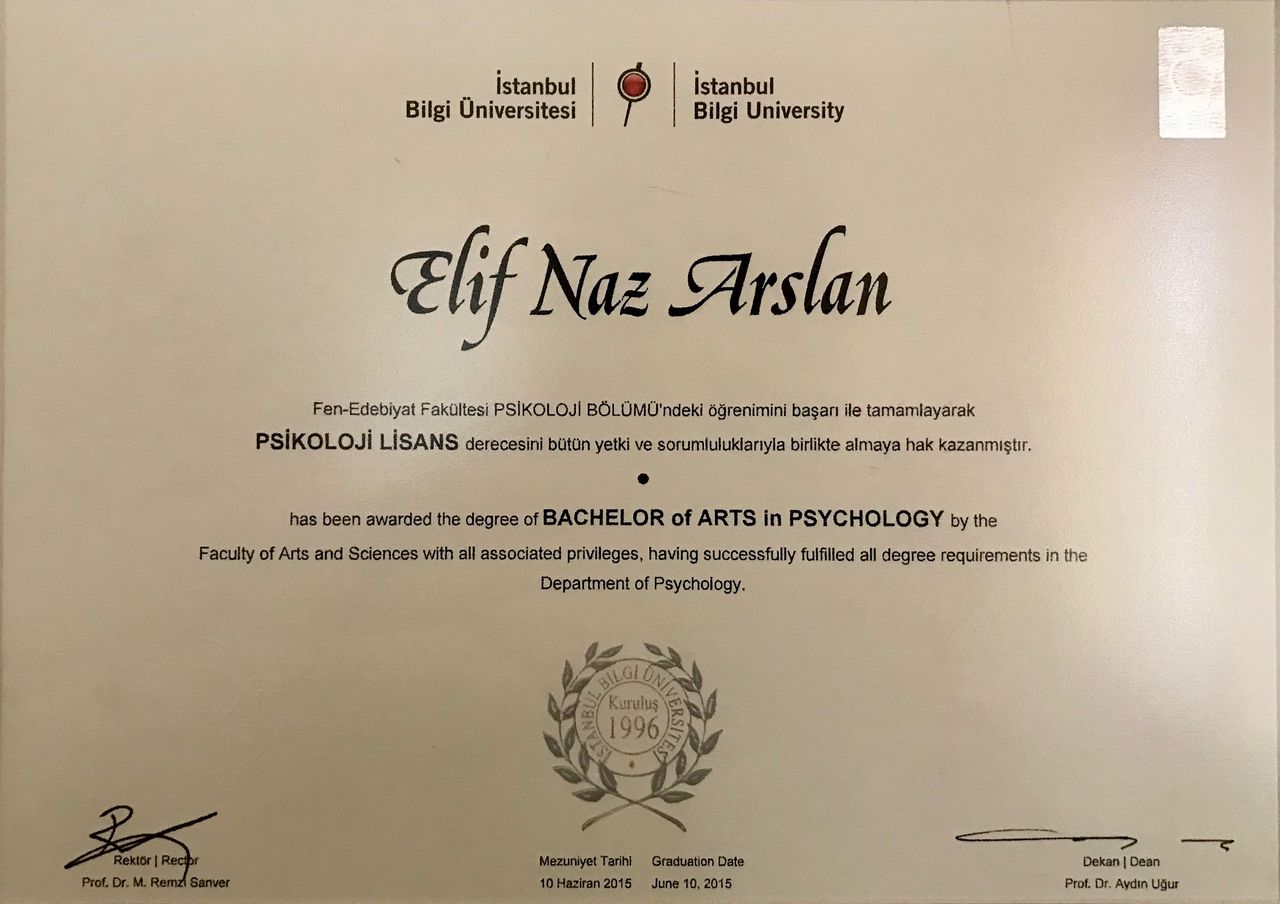 İstanbul
Bilgi Üniversitesi
İstanbul
Bilgi University
Elif Naz Arslan
Fen-Edebiyat Fakültesi PSİKOLOJİ BÖLÜMÜ'ndeki öğrenimini başarı ile tamamlayarak
PSİKOLOJİ LİSANS derecesini bütün yetki ve sorumluluklarıyla birlikte almaya hak kazanmıştır.
has been awarded the degree of BACHELOR of ARTS in PSYCHOLOGY by the
Faculty of Arts and Sciences with all associated privileges, having successfully fulfilled all degree requirements in the
Department of Psychology.
İSTANBUL BİLGİ ÜNİVERSİTESİ
Kuruluş
1996
Rektör | Rector
Prof. Dr. M. Remzi Sanver
Mezuniyet Tarihi Graduation Date
10 Haziran 2015 June 10, 2015
Dekan | Dean
Prof. Dr. Aydın Uğur